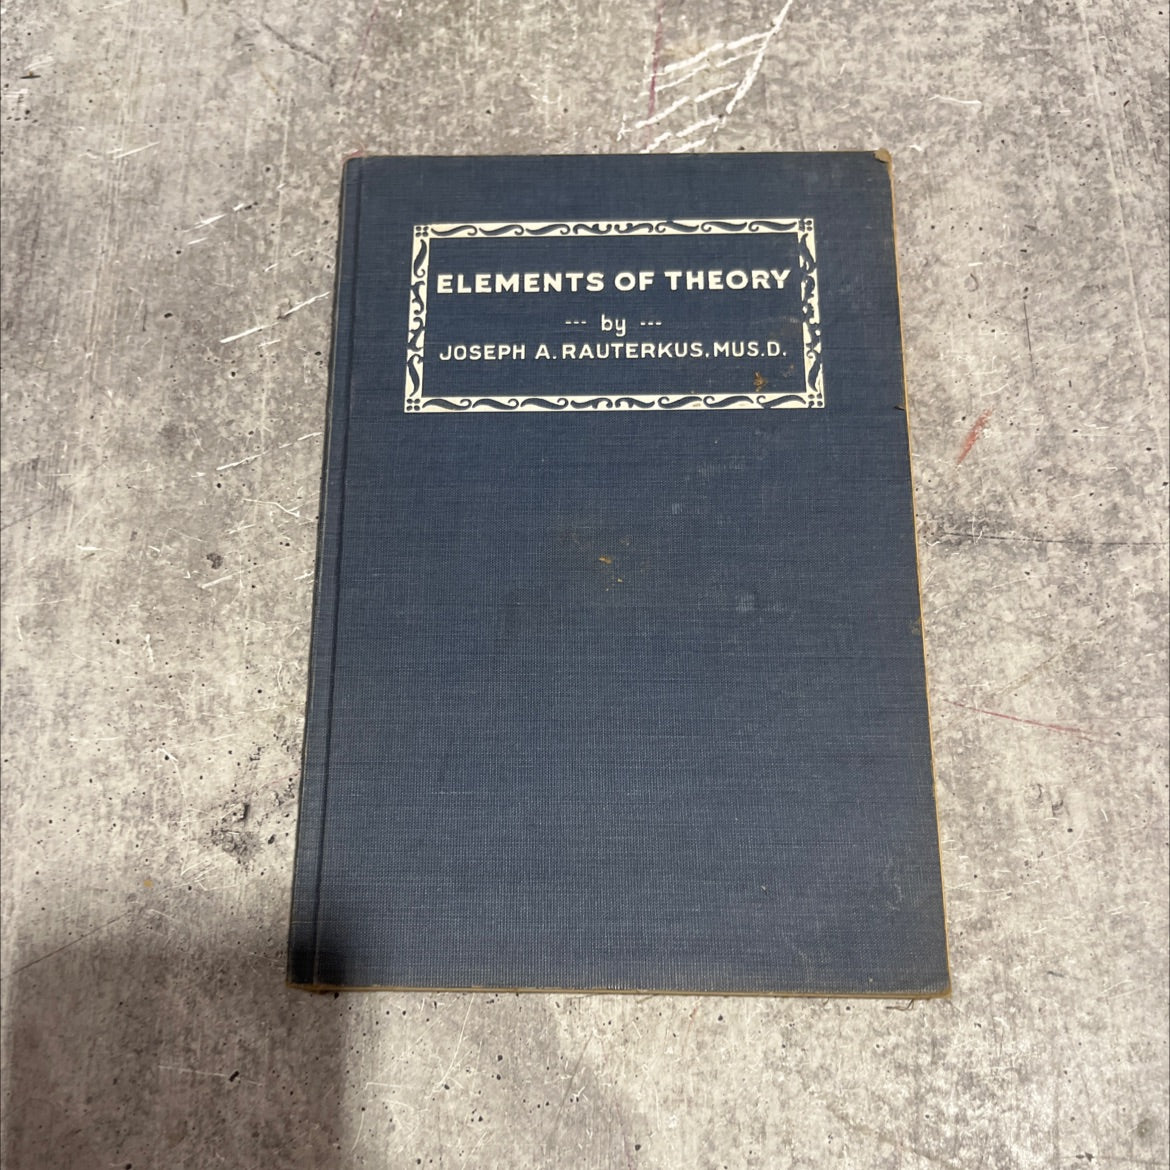 ELEMENTS OF THEORY
--- by ---
JOSEPH A. RAUTERKUS, MUS.D.